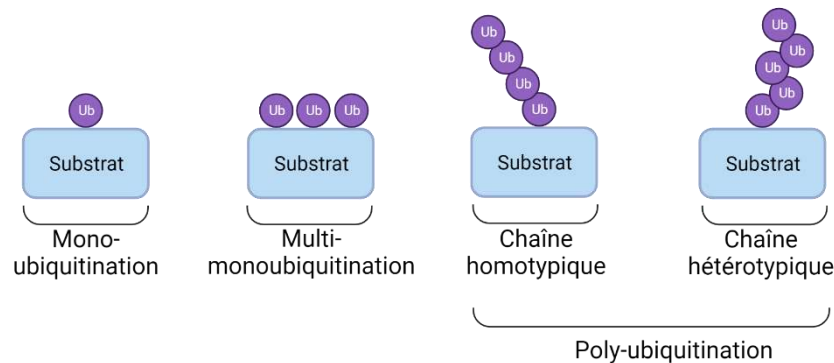 Ub
Ub
Ub
Ub
Ub
Ub
Ub
Ub
Ub
Ub
Ub
Ub
Ub
Substrat
Substrat
Substrat
Substrat
Mono-
ubiquitination
Multi-
monoubiquitination
Chaîne
homotypique
Chaîne
hétérotypique
Poly-ubiquitination